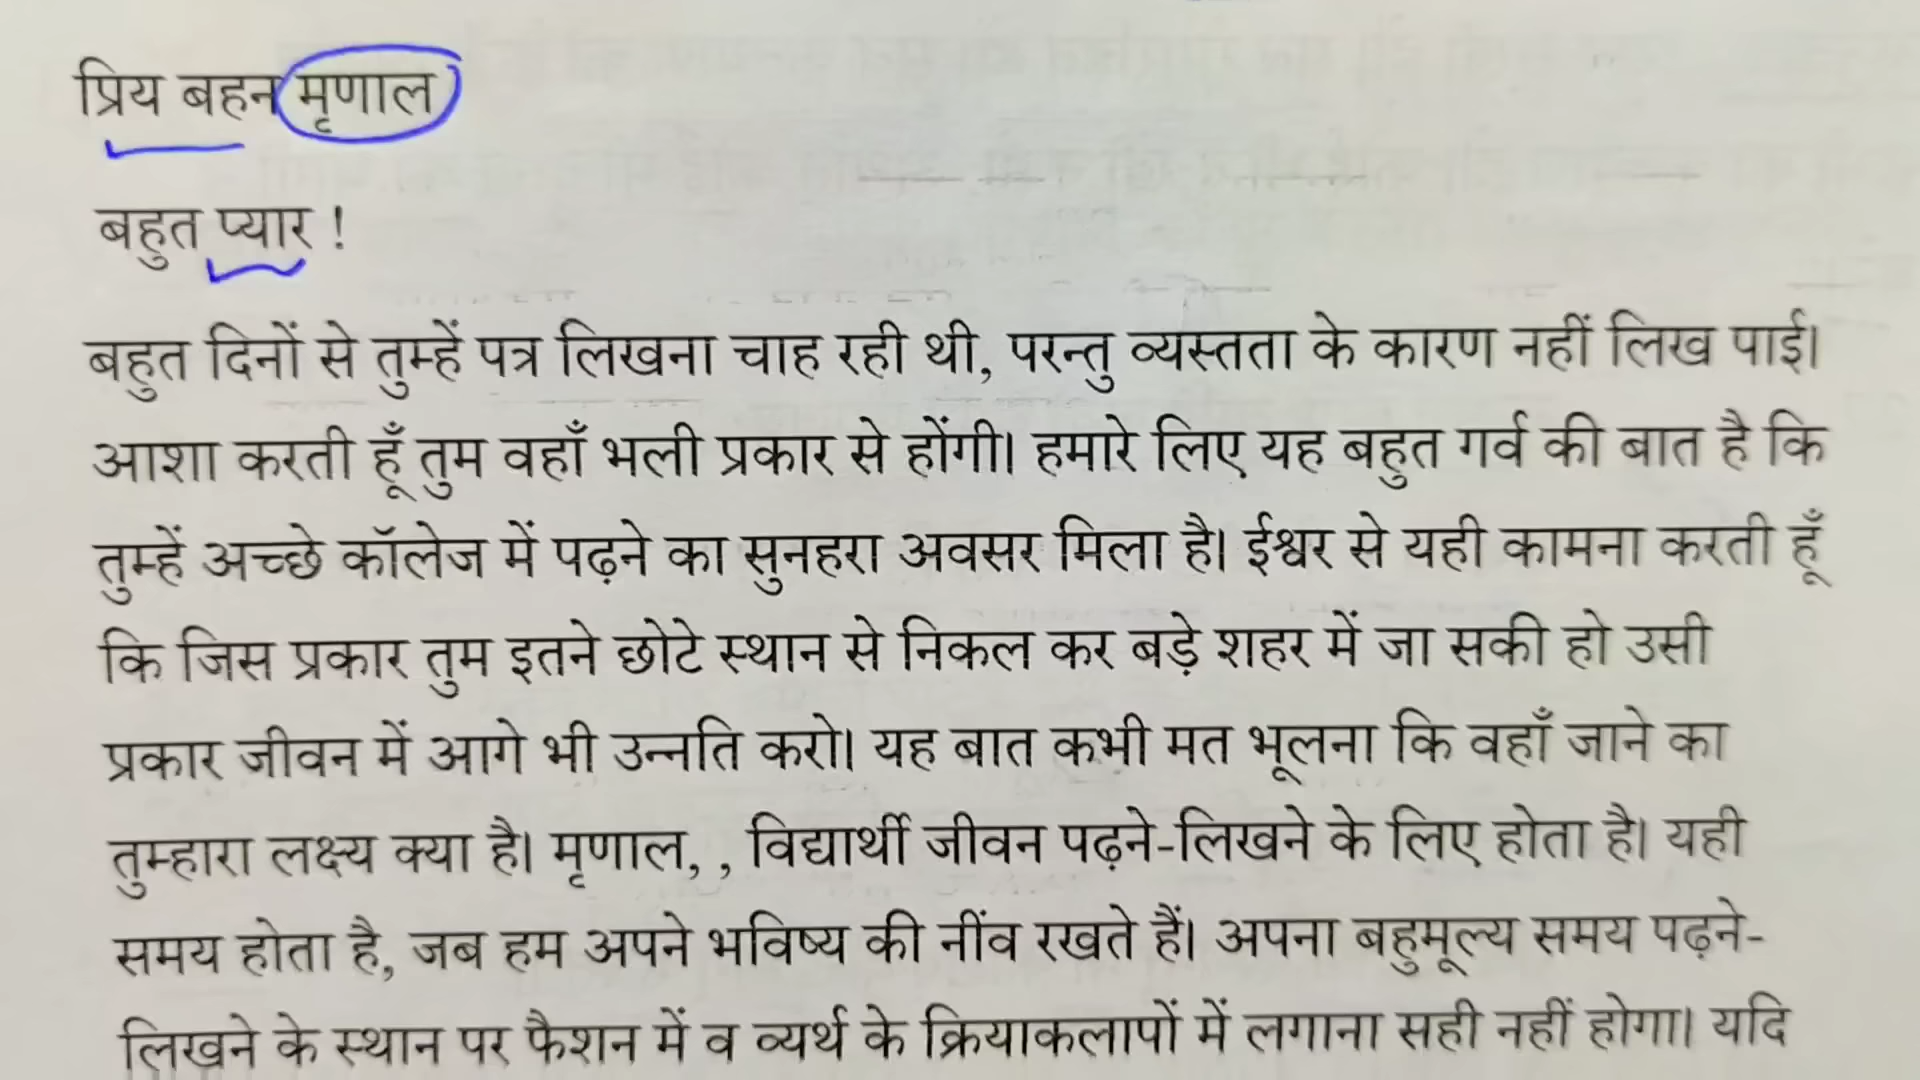 प्रिय बहन मृणाल
बहुत प्यार !
बहुत दिनों से तुम्हें पत्र लिखना चाह रही थी, परन्तु व्यस्तता के कारण नहीं लिख पाई।
आशा करती हूँ तुम वहाँ भली प्रकार से होंगी। हमारे लिए यह बहुत गर्व की बात है कि
तुम्हें अच्छे कॉलेज में पढ़ने का सुनहरा अवसर मिला है। ईश्वर से यही कामना करती हूँ
कि जिस प्रकार तुम इतने छोटे स्थान से निकल कर बड़े शहर में जा सकी हो उसी
प्रकार जीवन में आगे भी उन्नति करो। यह बात कभी मत भूलना कि वहाँ जाने का
तुम्हारा लक्ष्य क्या है। मृणाल, , विद्यार्थी जीवन पढ़ने-लिखने के लिए होता है। यही
समय होता है, जब हम अपने भविष्य की नींव रखते हैं। अपना बहुमूल्य समय पढ़ने-
लिखने के स्थान पर फैशन में व व्यर्थ के क्रियाकलापों में लगाना सही नहीं होगा। यदि